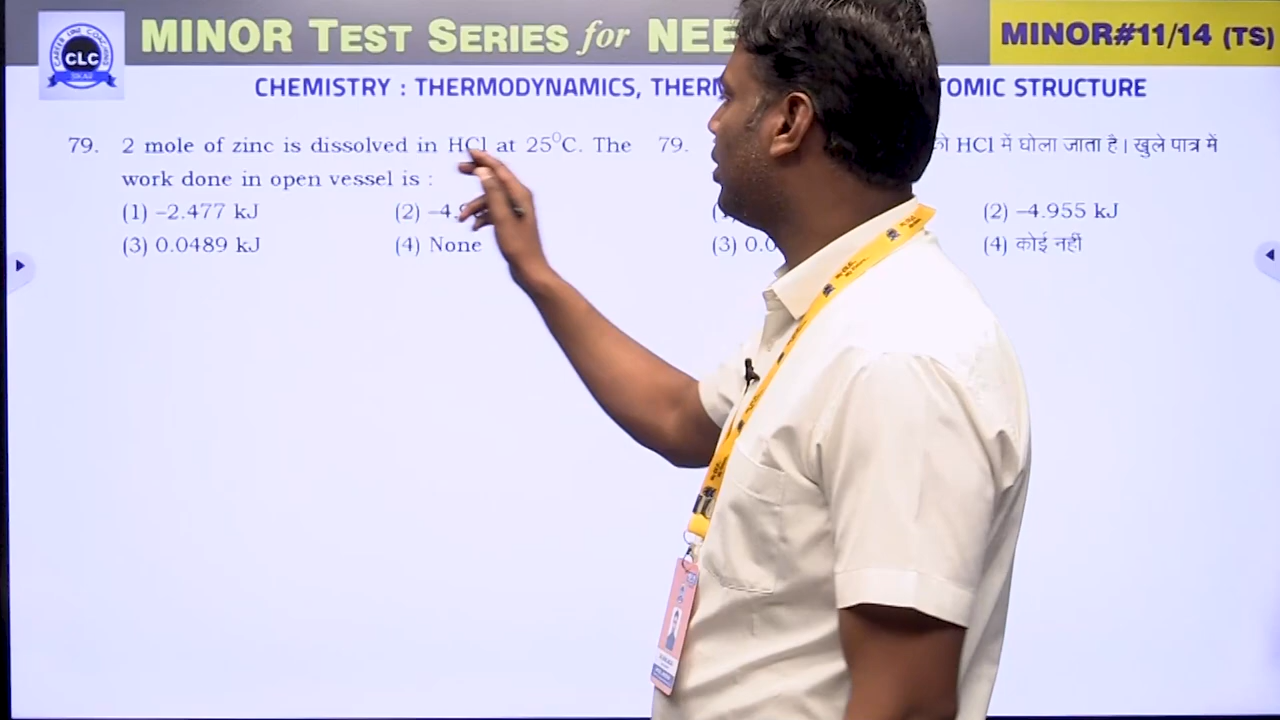 MINOR TEST SERIES for NEE
MINOR#11/14 (TS)
CLC
CHEMISTRY : THERMODYNAMICS, THERM
TOMIC STRUCTURE
79. 2 mole of zinc is dissolved in HCl at 25⁰C. The
work done in open vessel is :
(1) –2.477 kJ (2) –4.9
(3) 0.0489 kJ (4) None
79. HCl में घोला जाता है। खुले पात्र में
(2) –4.955 kJ
(3) 0.0 (4) कोई नहीं